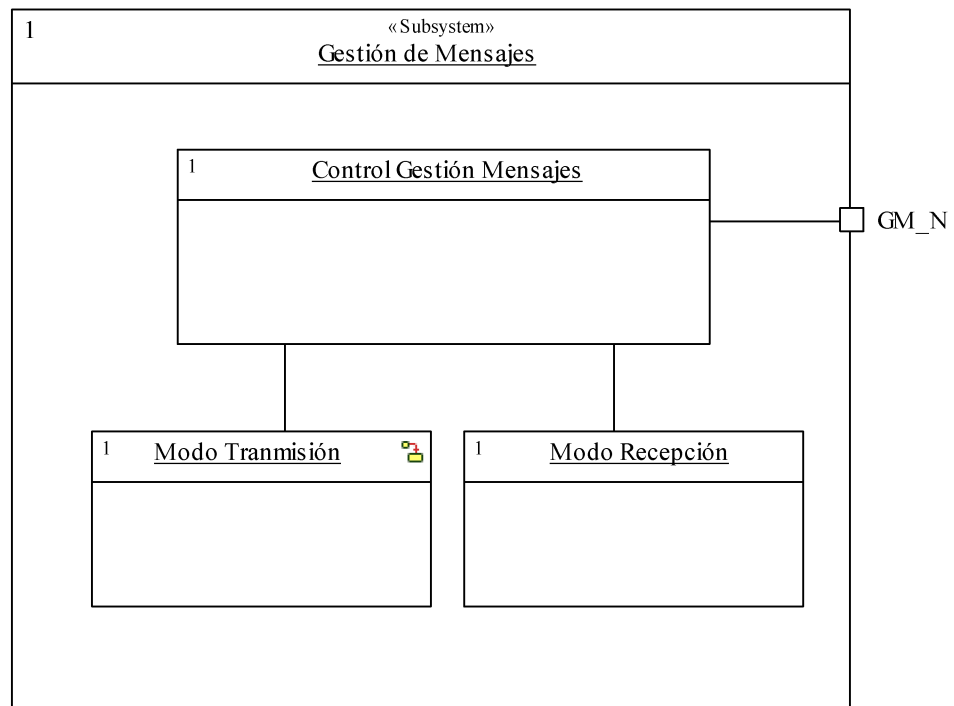 1
«Subsystem»
Gestión de Mensajes
1
Control Gestión Mensajes
GM_N
1
Modo Tranmisión
1
Modo Recepción